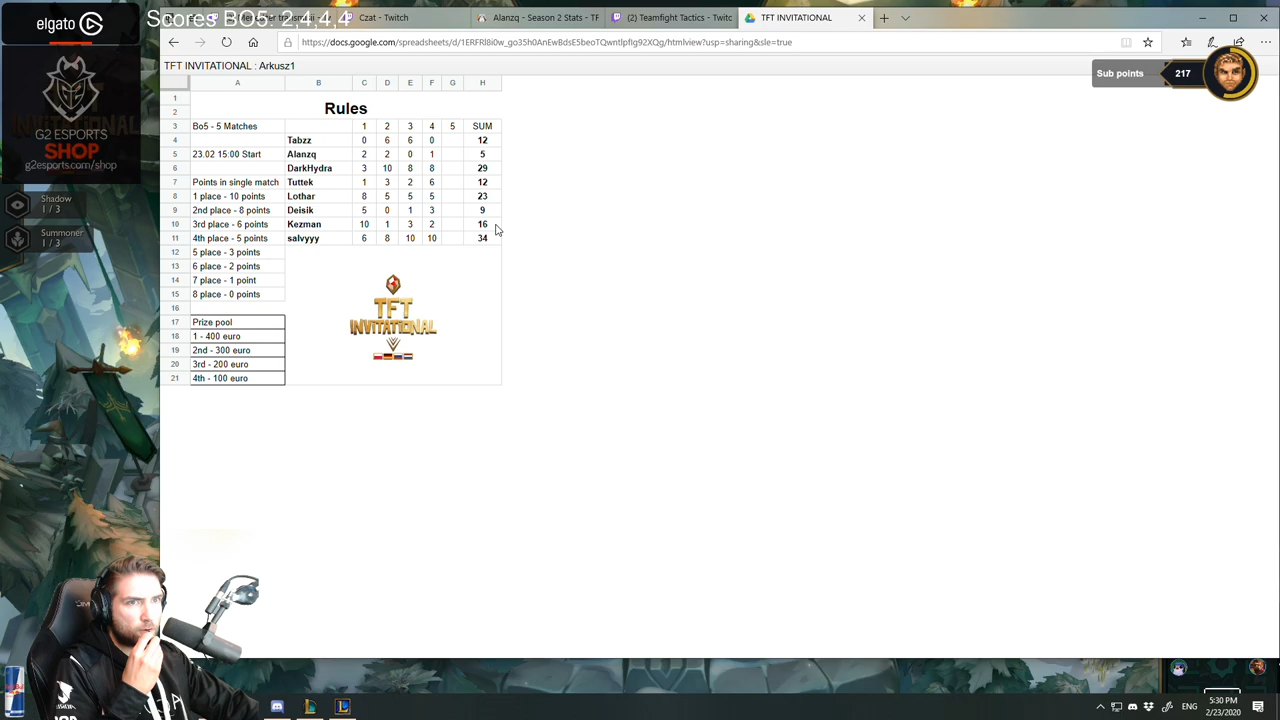 Scores BO5: 2,4,4,4
elgato
Czat - Twitch
Alanzq - Season 2 Stats - TF
(2) Teamfight Tactics - Twitc
TFT INVITATIONAL
https://docs.google.com/spreadsheets/d/1ERFRl8i0w_go35h0AnEwBdsE5beoTQwntlpfIg92XQg/htmlview?usp=sharing&sle=true
TFT INVITATIONAL : Arkusz1
Sub points 217
G2 ESPORTS
SHOP
g2esports.com/shop
Shadow
1 / 3
Summoner
1 / 3
A B C D E F G H
1
2 Rules
3 Bo5 - 5 Matches 1 2 3 4 5 SUM
4 Tabzz 0 6 6 0 12
5 23.02 15:00 Start Alanzq 2 2 0 1 5
6 DarkHydra 3 10 8 8 29
7 Points in single match Tuttek 1 3 2 6 12
8 1 place - 10 points Lothar 8 5 5 5 23
9 2nd place - 8 points Deisik 5 0 1 3 9
10 3rd place - 6 points Kezman 10 1 3 2 16
11 4th place - 5 points salvyyy 6 8 10 10 34
12 5 place - 3 points
13 6 place - 2 points
14 7 place - 1 point
15 8 place - 0 points
16
17 Prize pool
18 1 - 400 euro
19 2nd - 300 euro
20 3rd - 200 euro
21 4th - 100 euro
TFT
INVITATIONAL
ENG
5:30 PM
2/23/2020